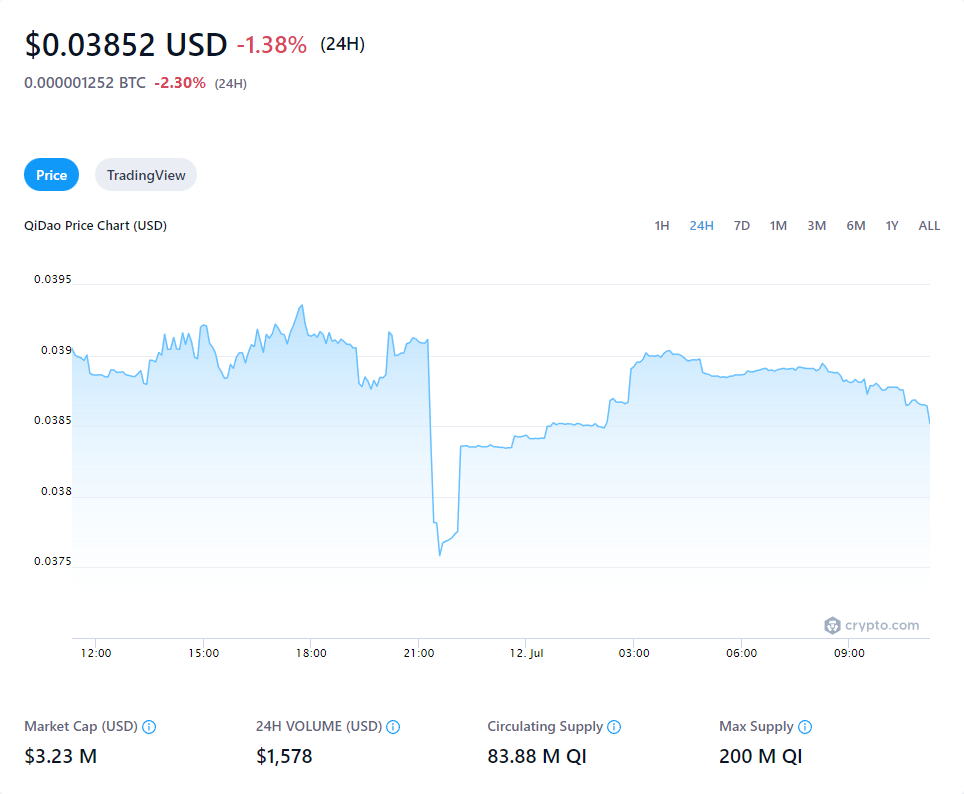 $0.03852 USD -1.38% (24H)
0.000001252 BTC -2.30% (24H)
Price TradingView
QiDao Price Chart (USD) 1H 24H 7D 1M 3M 6M 1Y ALL
0.0395
0.039
0.0385
0.038
0.0375
crypto.com
12:00 15:00 18:00 21:00 12. Jul 03:00 06:00 09:00
Market Cap (USD) 24H VOLUME (USD) Circulating Supply Max Supply
$3.23 M $1,578 83.88 M QI 200 M QI